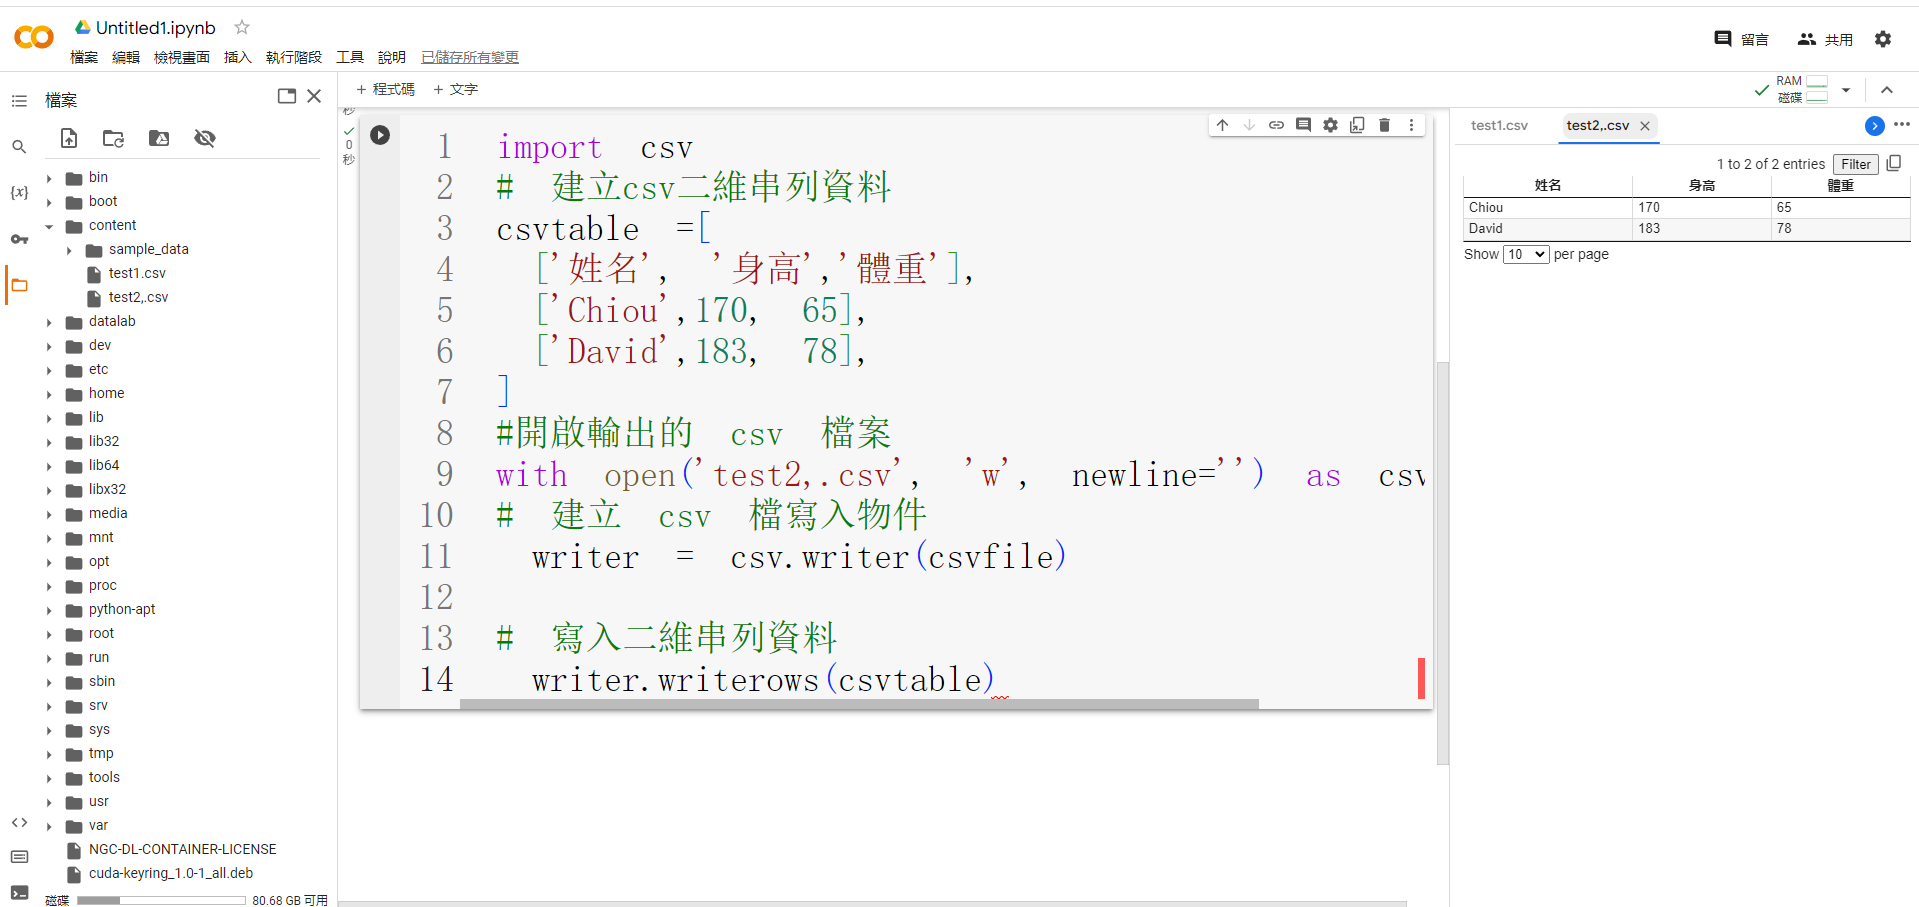 CO Untitled1.ipynb
檔案 編輯 檢視畫面 插入 執行階段 工具 說明 已儲存所有變更
留言 共用
檔案
+ 程式碼 + 文字
RAM
磁碟
{x}
bin
boot
content
sample_data
test1.csv
test2,.csv
datalab
dev
etc
home
lib
lib32
lib64
libx32
media
mnt
opt
proc
python-apt
root
run
sbin
srv
sys
tmp
tools
usr
var
NGC-DL-CONTAINER-LICENSE
cuda-keyring_1.0-1_all.deb
磁碟 80.68 GB 可用
秒
0
秒
1 import csv
2 # 建立csv二維串列資料
3 csvtable =[
4 ['姓名', '身高','體重'],
5 ['Chiou',170, 65],
6 ['David',183, 78],
7 ]
8 #開啟輸出的 csv 檔案
9 with open('test2,.csv', 'w', newline='') as csv
10 # 建立 csv 檔寫入物件
11 writer = csv.writer(csvfile)
12
13 # 寫入二維串列資料
14 writer.writerows(csvtable)
test1.csv test2,.csv
1 to 2 of 2 entries Filter
姓名 身高 體重
Chiou 170 65
David 183 78
Show 10 per page